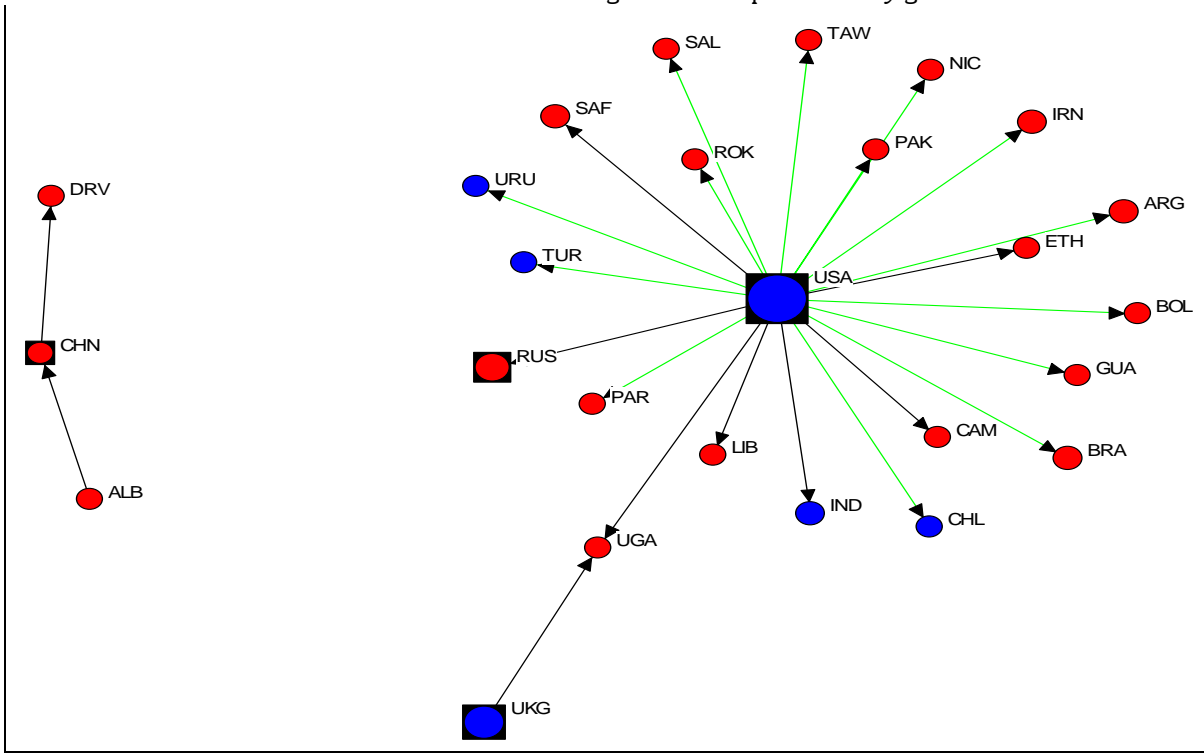 TAW
SAL
NIC
SAF
IRN
PAK
ROK
URU
DRV
ARG
ETH
TUR
USA
BOL
CHN
RUS
GUA
PAR
CAM
LIB
BRA
ALB
IND
CHL
UGA
UKG